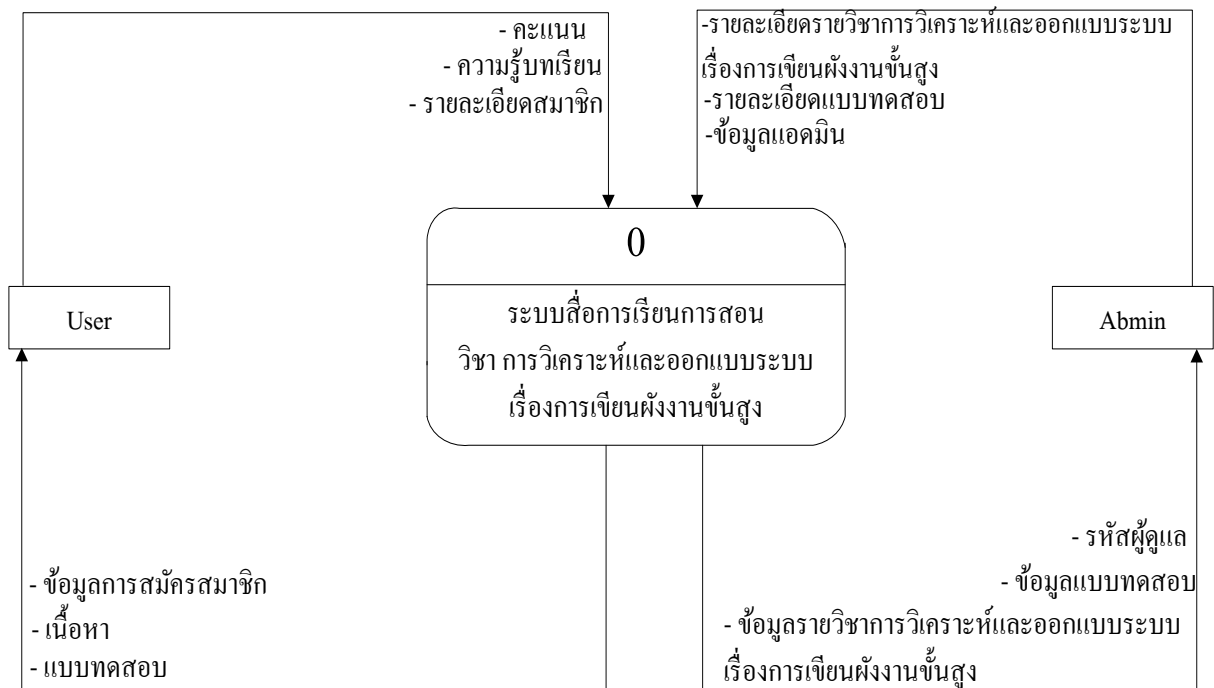 - คะแนน
- ความรู้บทเรียน
- รายละเอียดสมาชิก
-รายละเอียดรายวิชาการวิเคราะห์และออกแบบระบบ
เรื่องการเขียนผังงานขั้นสูง
-รายละเอียดแบบทดสอบ
-ข้อมูลแอดมิน
0
ระบบสื่อการเรียนการสอน
วิชา การวิเคราะห์และออกแบบระบบ
เรื่องการเขียนผังงานขั้นสูง
User
Abmin
- ข้อมูลการสมัครสมาชิก
- เนื้อหา
- แบบทดสอบ
- รหัสผู้ดูแล
- ข้อมูลแบบทดสอบ
- ข้อมูลรายวิชาการวิเคราะห์และออกแบบระบบ
เรื่องการเขียนผังงานขั้นสูง